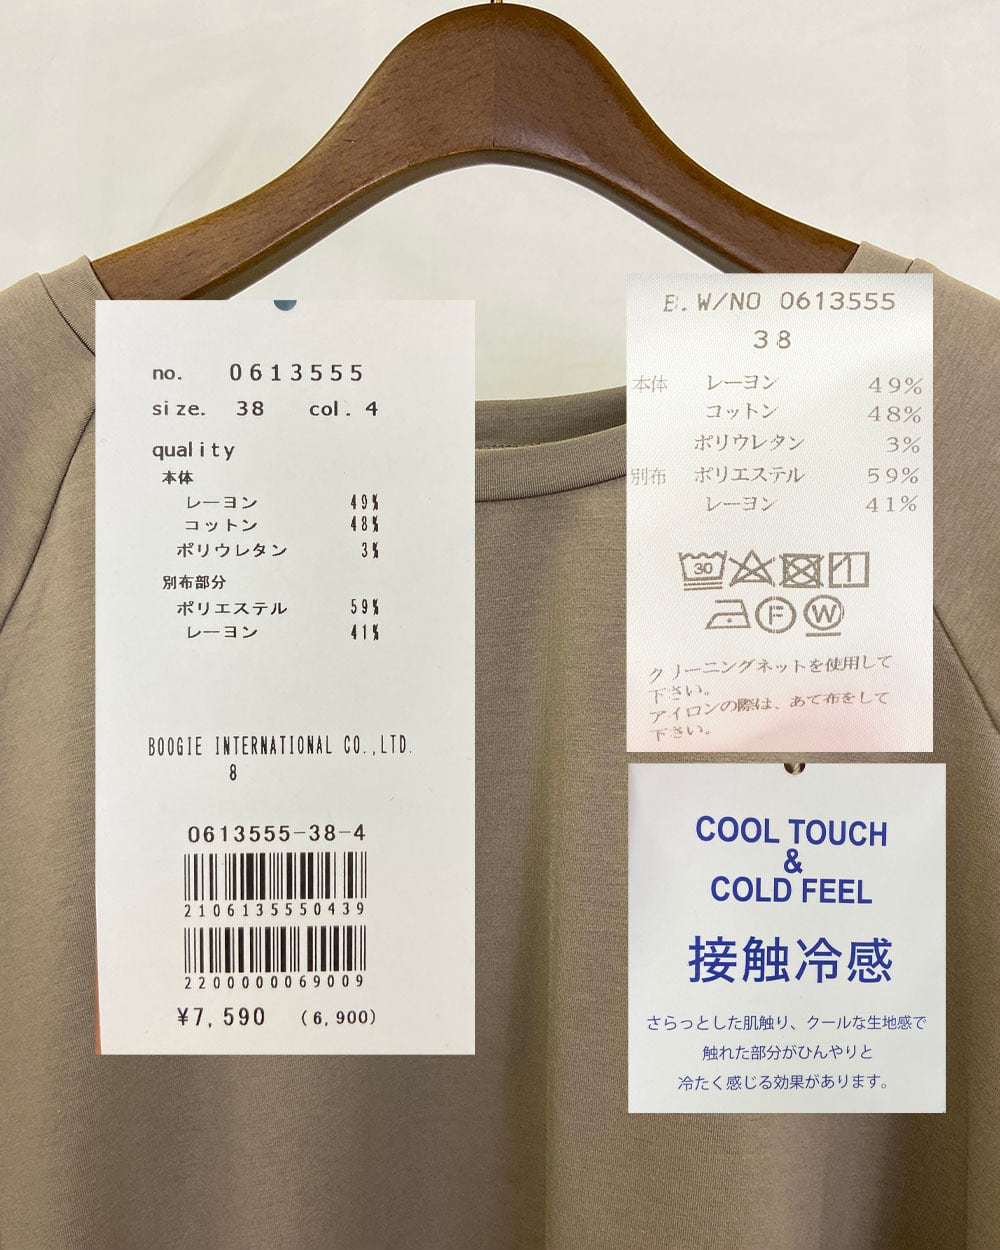 no. 0613555
size. 38 col. 4
quality
本体
レーヨン 49%
コットン 48%
ポリウレタン 3%
別布部分
ポリエステル 59%
レーヨン 41%
BOOGIE INTERNATIONAL CO.,LTD.
8
0613555-38-4
2106135550439
2200000069009
¥7,590 (6,900)
B.W/NO 0613555
38
本体 レーヨン 49%
コットン 48%
ポリウレタン 3%
別布 ポリエステル 59%
レーヨン 41%
30
F W
クリーニングネットを使用して
下さい。
アイロンの際は、あて布をして
下さい。
COOL TOUCH
&
COLD FEEL
接触冷感
さらっとした肌触り、クールな生地感で
触れた部分がひんやりと
冷たく感じる効果があります。